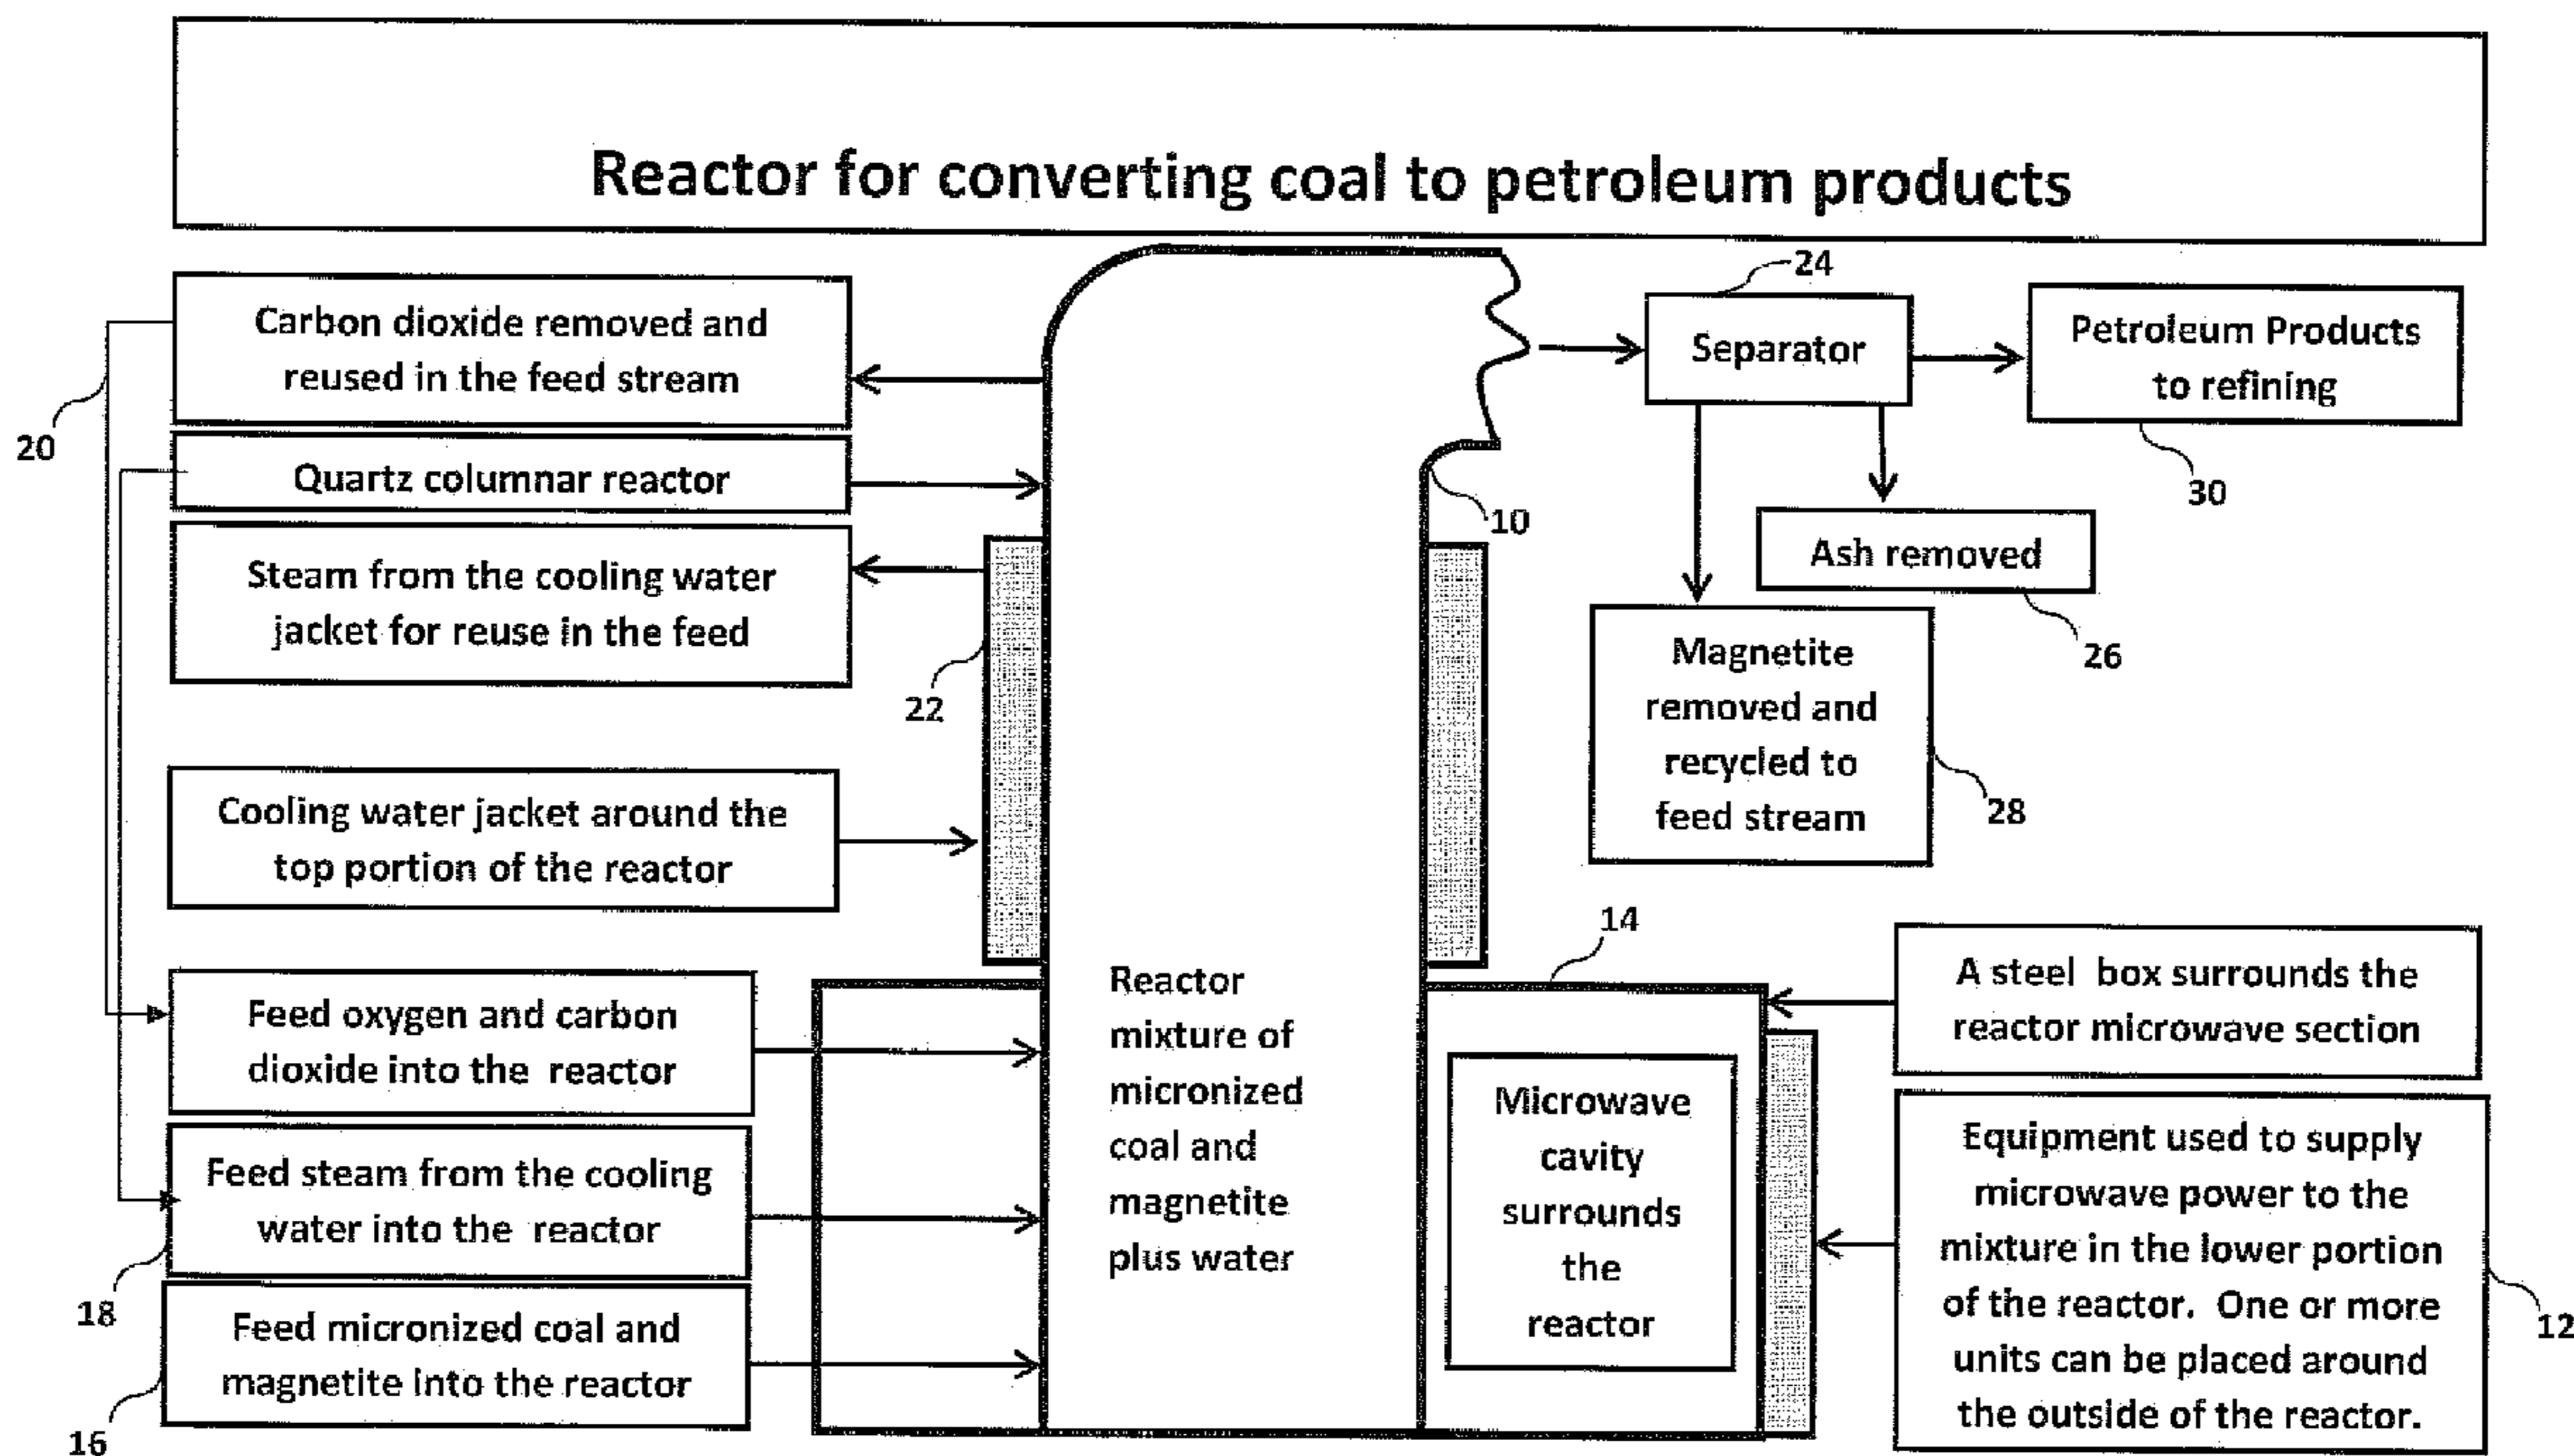 Reactor for converting coal to petroleum products
Carbon dioxide removed and
reused in the feed stream
20
Quartz columnar reactor
Steam from the cooling water
jacket for reuse in the feed
22
Cooling water jacket around the
top portion of the reactor
Feed oxygen and carbon
dioxide into the reactor
Feed steam from the cooling
water into the reactor
18
Feed micronized coal and
magnetite into the reactor
16
Reactor
mixture of
micronized
coal and
magnetite
plus water
10
24
Separator
Petroleum Products
to refining
30
Ash removed
26
Magnetite
removed and
recycled to
feed stream
28
14
Microwave
cavity
surrounds
the
reactor
A steel box surrounds the
reactor microwave section
Equipment used to supply
microwave power to the
mixture in the lower portion
of the reactor. One or more
units can be placed around
the outside of the reactor.
12